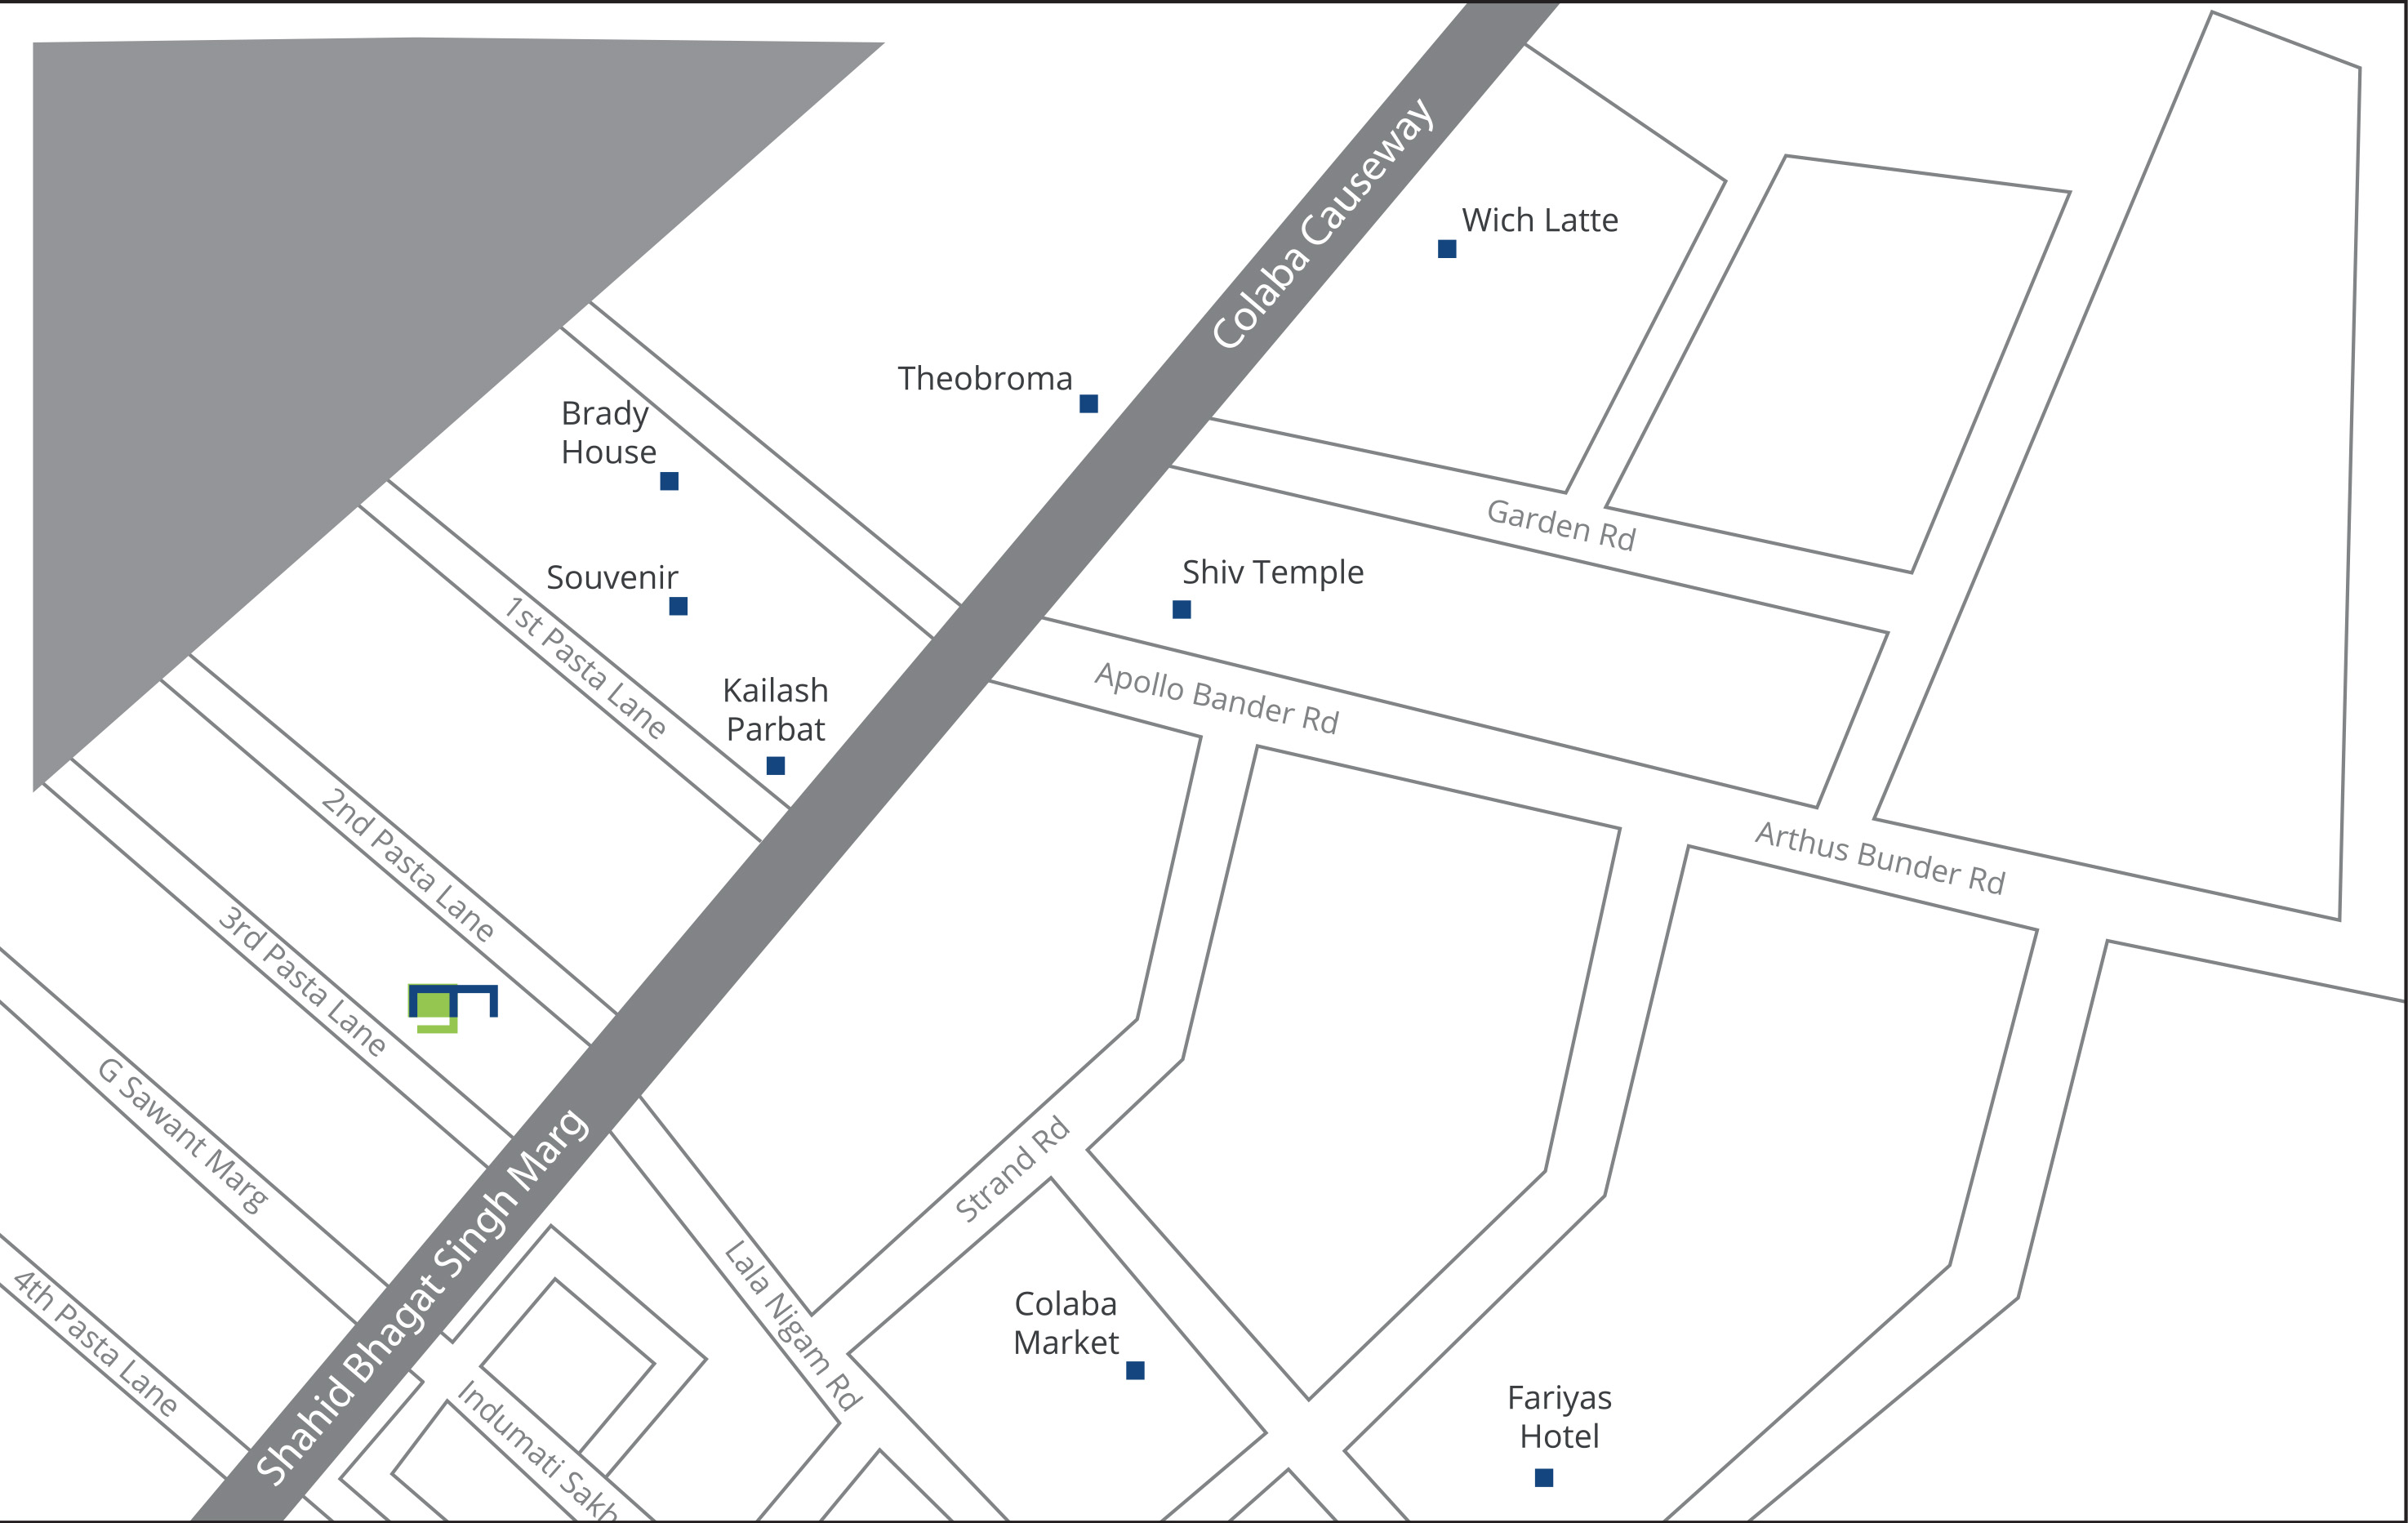 Colaba Causeway
Wich Latte
Theobroma
Brady
House
Garden Rd
Souvenir
Shiv Temple
1st Pasta Lane
Kailash
Parbat
Apollo Bander Rd
2nd Pasta Lane
Arthus Bunder Rd
3rd Pasta Lane
G Sawant Marg
Shahid Bhagat Singh Marg
Strand Rd
Lala Nigam Rd
4th Pasta Lane
Colaba
Market
Indumati Sakh
Fariyas
Hotel